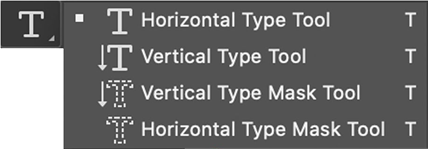 Horizontal Type Tool T
Vertical Type Tool T
Vertical Type Mask Tool T
Horizontal Type Mask Tool T